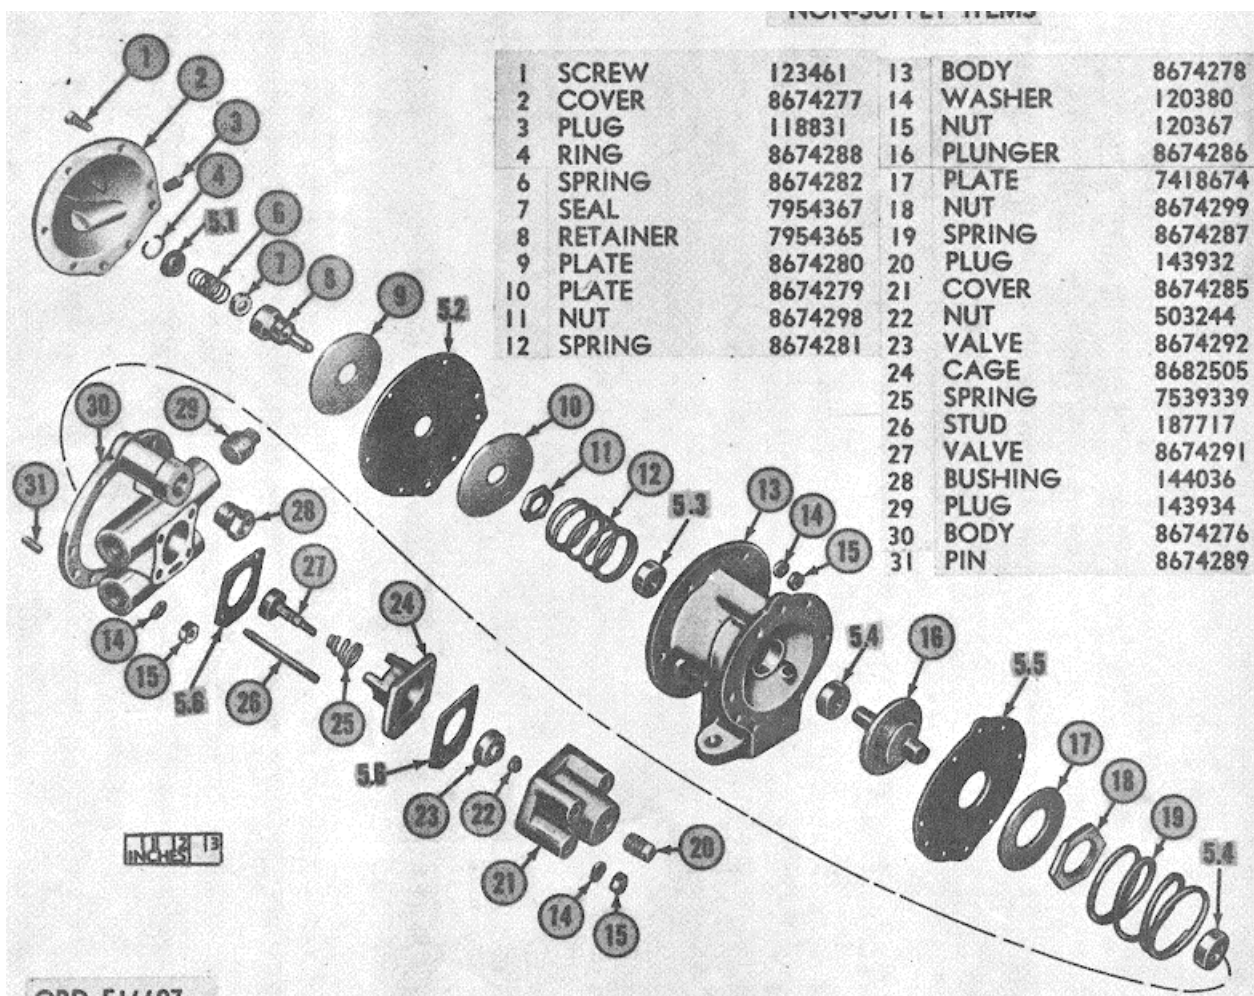 NON-SUPPLY ITEMS
1 SCREW 123461
2 COVER 8674277
3 PLUG 118831
4 RING 8674288
6 SPRING 8674282
7 SEAL 7954367
8 RETAINER 7954365
9 PLATE 8674280
10 PLATE 8674279
11 NUT 8674298
12 SPRING 8674281
13 BODY 8674278
14 WASHER 120380
15 NUT 120367
16 PLUNGER 8674286
17 PLATE 7418674
18 NUT 8674299
19 SPRING 8674287
20 PLUG 143932
21 COVER 8674285
22 NUT 503244
23 VALVE 8674292
24 CAGE 8682505
25 SPRING 7539339
26 STUD 187717
27 VALVE 8674291
28 BUSHING 144036
29 PLUG 143934
30 BODY 8674276
31 PIN 8674289
1
2
3
4
5.1
6
7
8
9
5.2
10
11
12
5.3
13
14
15
30
29
31
28
27
24
14
15
5.6
26
25
5.6
23
22
21
20
14
15
5.4
16
5.5
17
18
19
5.4
11 12 13
INCHES
ORD E16697